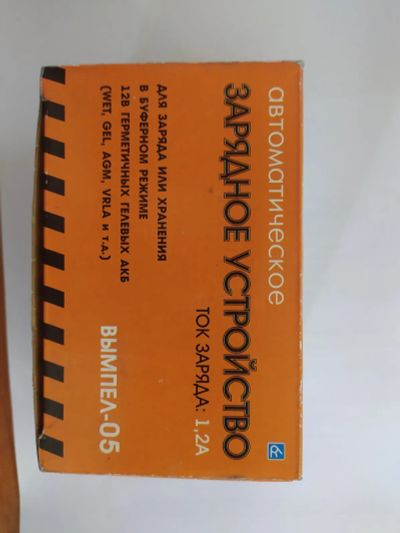 автоматическое
ЗАРЯДНОЕ УСТРОЙСТВО
ТОК ЗАРЯДА: 1,2А
ДЛЯ ЗАРЯДА ИЛИ ХРАНЕНИЯ
В БУФЕРНОМ РЕЖИМЕ
12В ГЕРМЕТИЧНЫХ ГЕЛЕВЫХ АКБ
(WET, GEL, AGM, VRLA И Т.Д.)
ВЫМПЕЛ-05